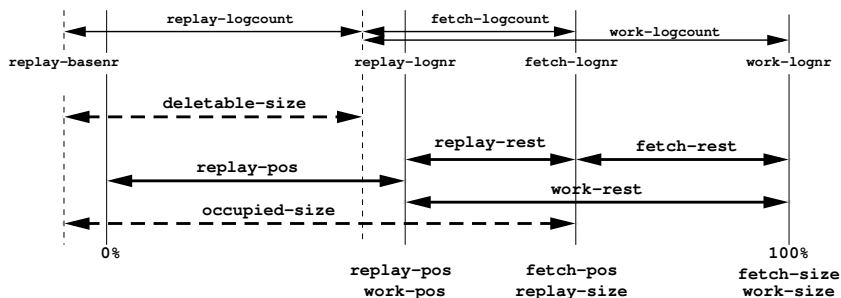 replay-logcount fetch-logcount
work-logcount
replay-basenr replay-lognr fetch-lognr work-lognr
deletable-size
replay-rest fetch-rest
replay-pos
work-rest
occupied-size
0% 100%
replay-pos fetch-pos fetch-size
work-pos replay-size work-size